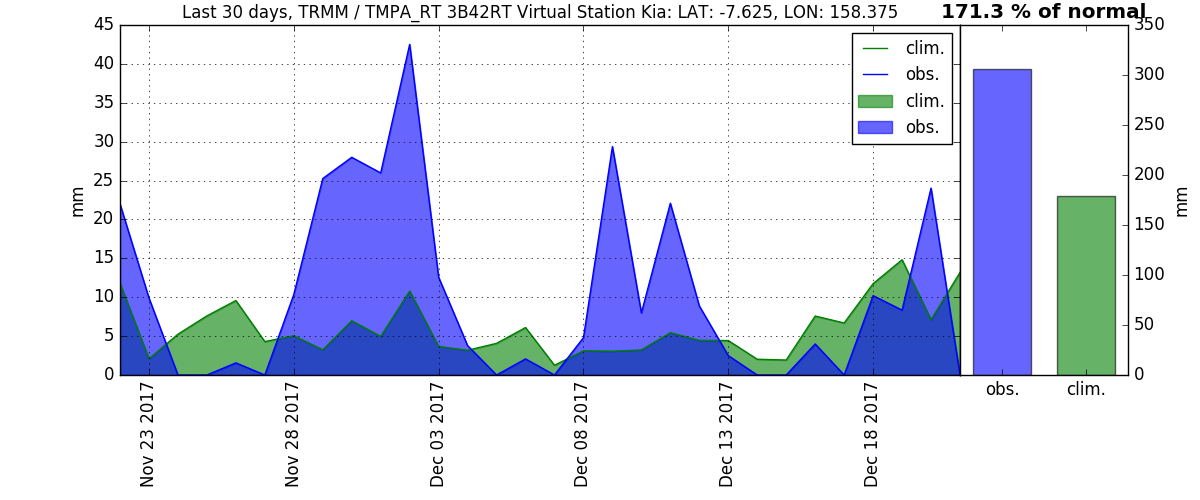 Last 30 days, TRMM / TMPA_RT 3B42RT Virtual Station Kia: LAT: -7.625, LON: 158.375
171.3 % of normal
45
40
35
30
25
20
15
10
5
0
mm
clim.
obs.
clim.
obs.
Nov 23 2017
Nov 28 2017
Dec 03 2017
Dec 08 2017
Dec 13 2017
Dec 18 2017
350
300
250
200
150
100
50
0
mm
obs.
clim.